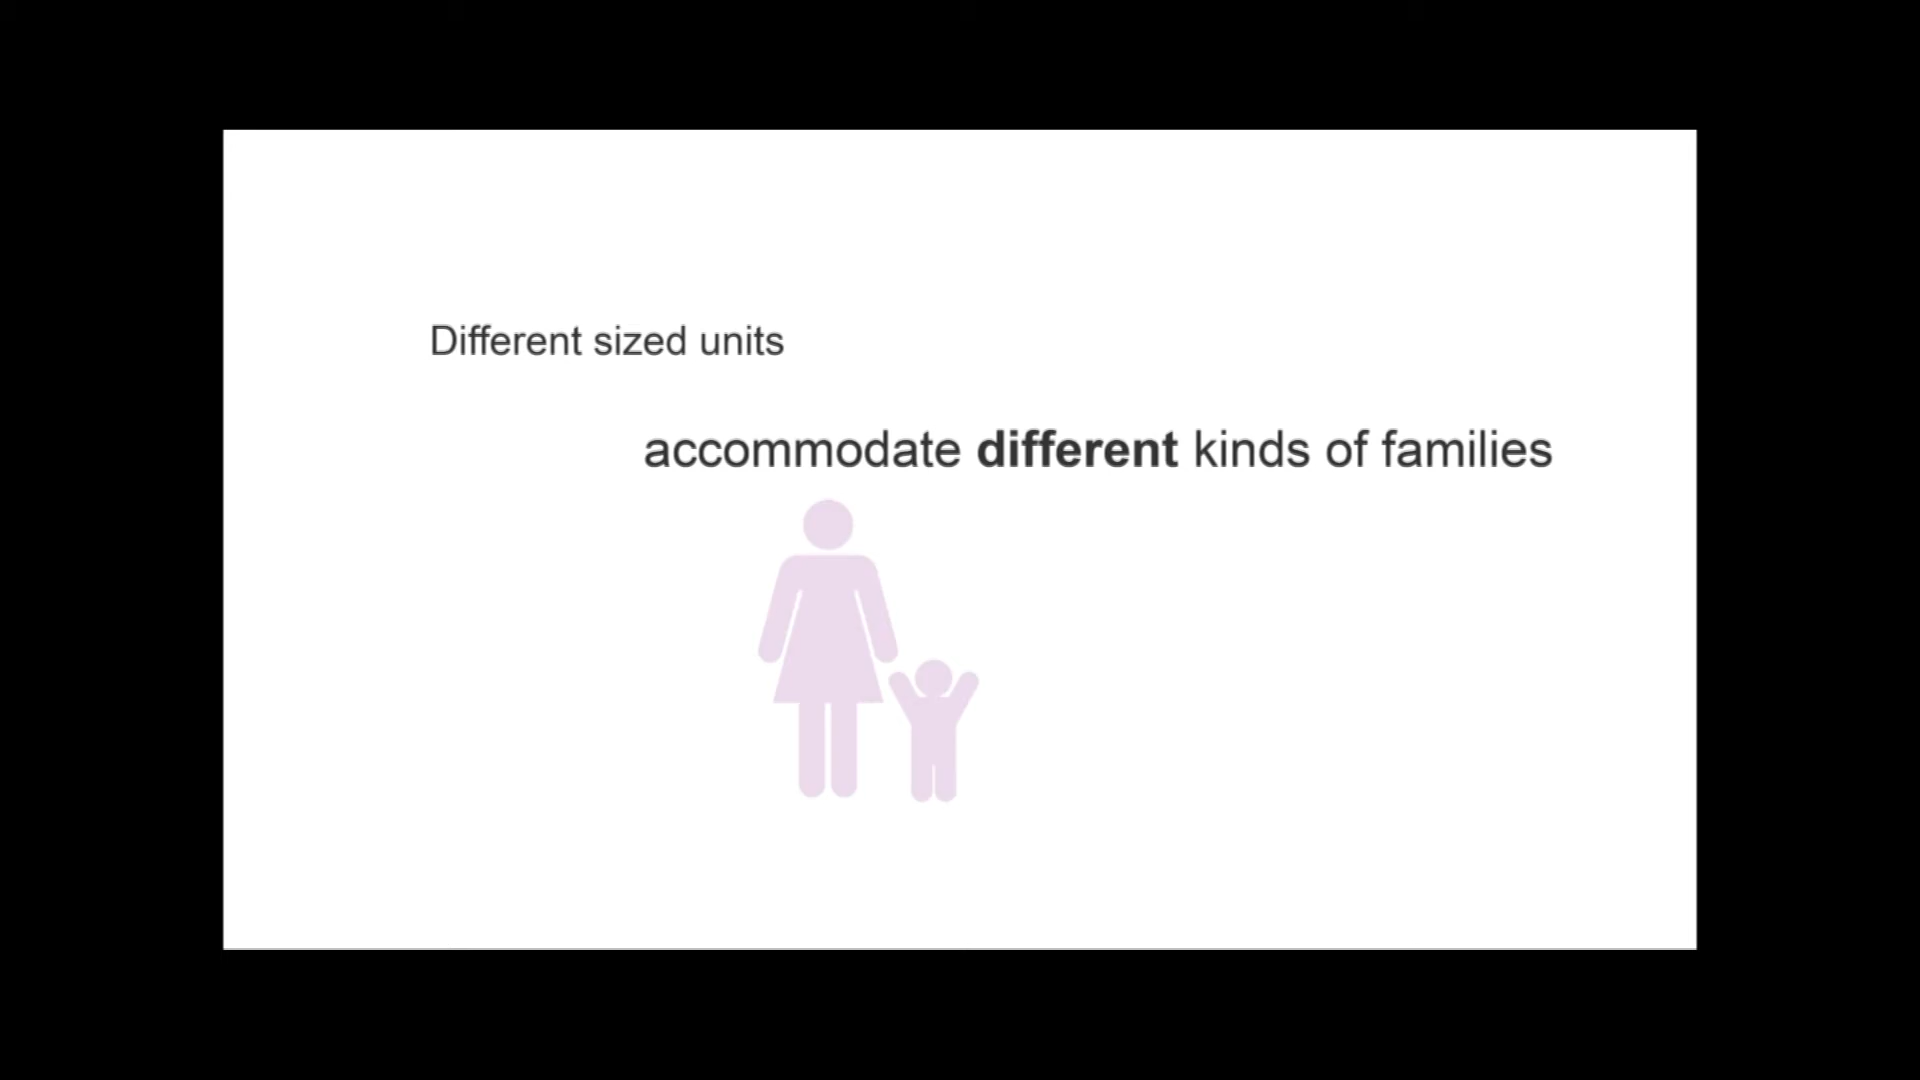 Different sized units
accommodate different kinds of families